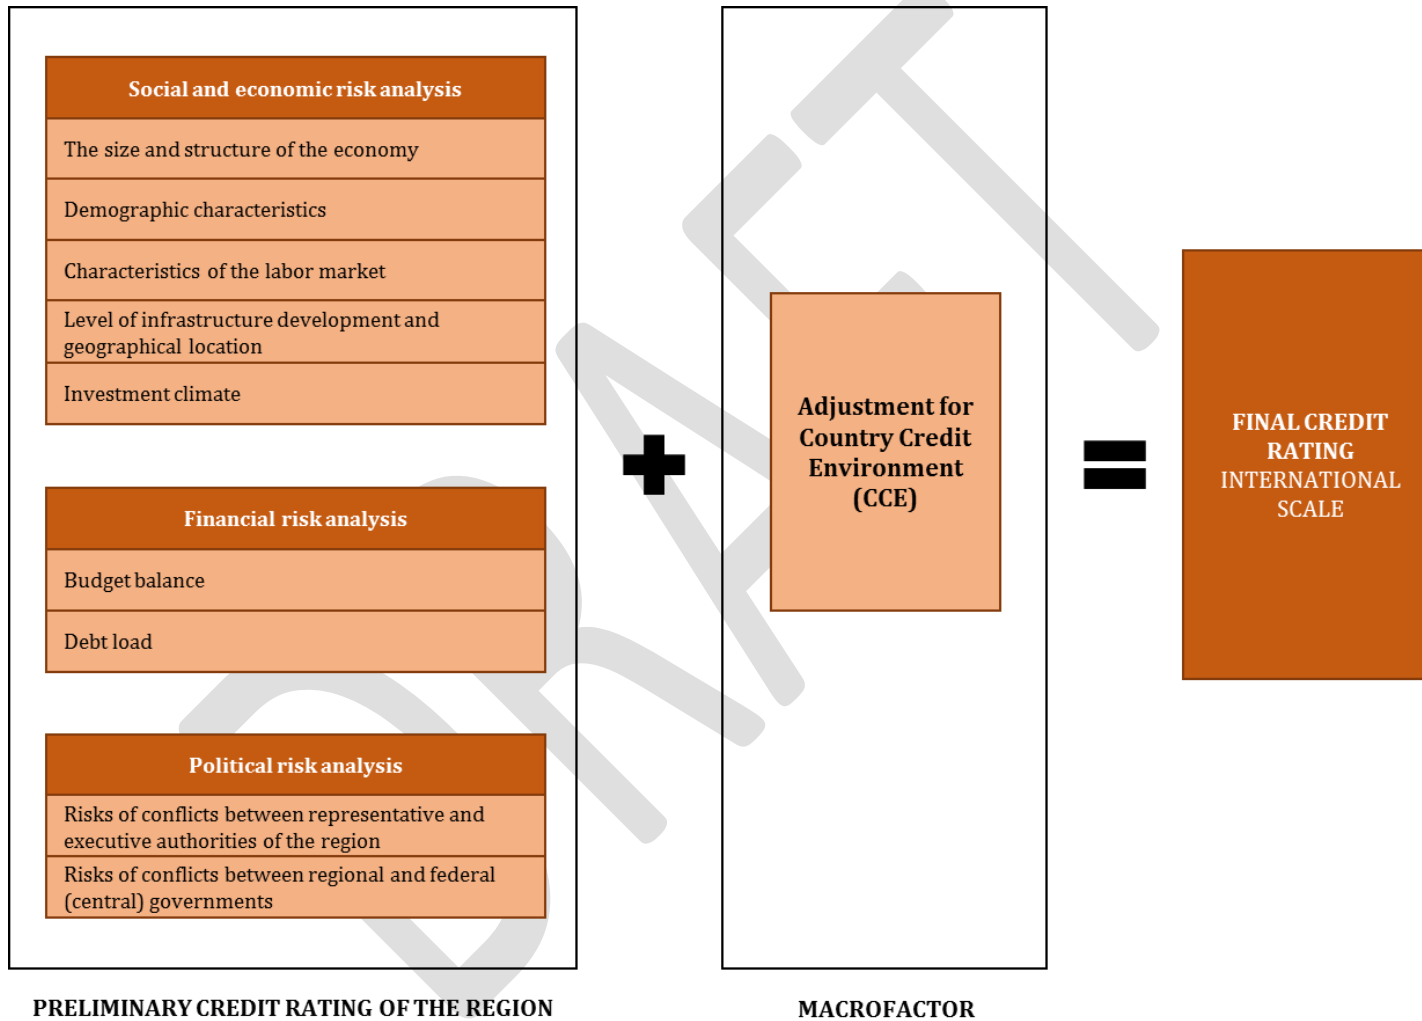 Social and economic risk analysis
The size and structure of the economy
Demographic characteristics
Characteristics of the labor market
Level of infrastructure development and
geographical location
Investment climate
Financial risk analysis
Budget balance
Debt load
Political risk analysis
Risks of conflicts between representative and
executive authorities of the region
Risks of conflicts between regional and federal
(central) governments
PRELIMINARY CREDIT RATING OF THE REGION
Adjustment for
Country Credit
Environment
(CCE)
MACROFACTOR
FINAL CREDIT
RATING
INTERNATIONAL
SCALE
DRAFT